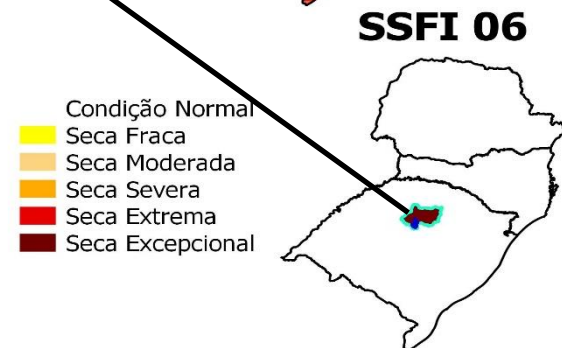 SSFI 06
Condição Normal
Seca Fraca
Seca Moderada
Seca Severa
Seca Extrema
Seca Excepcional